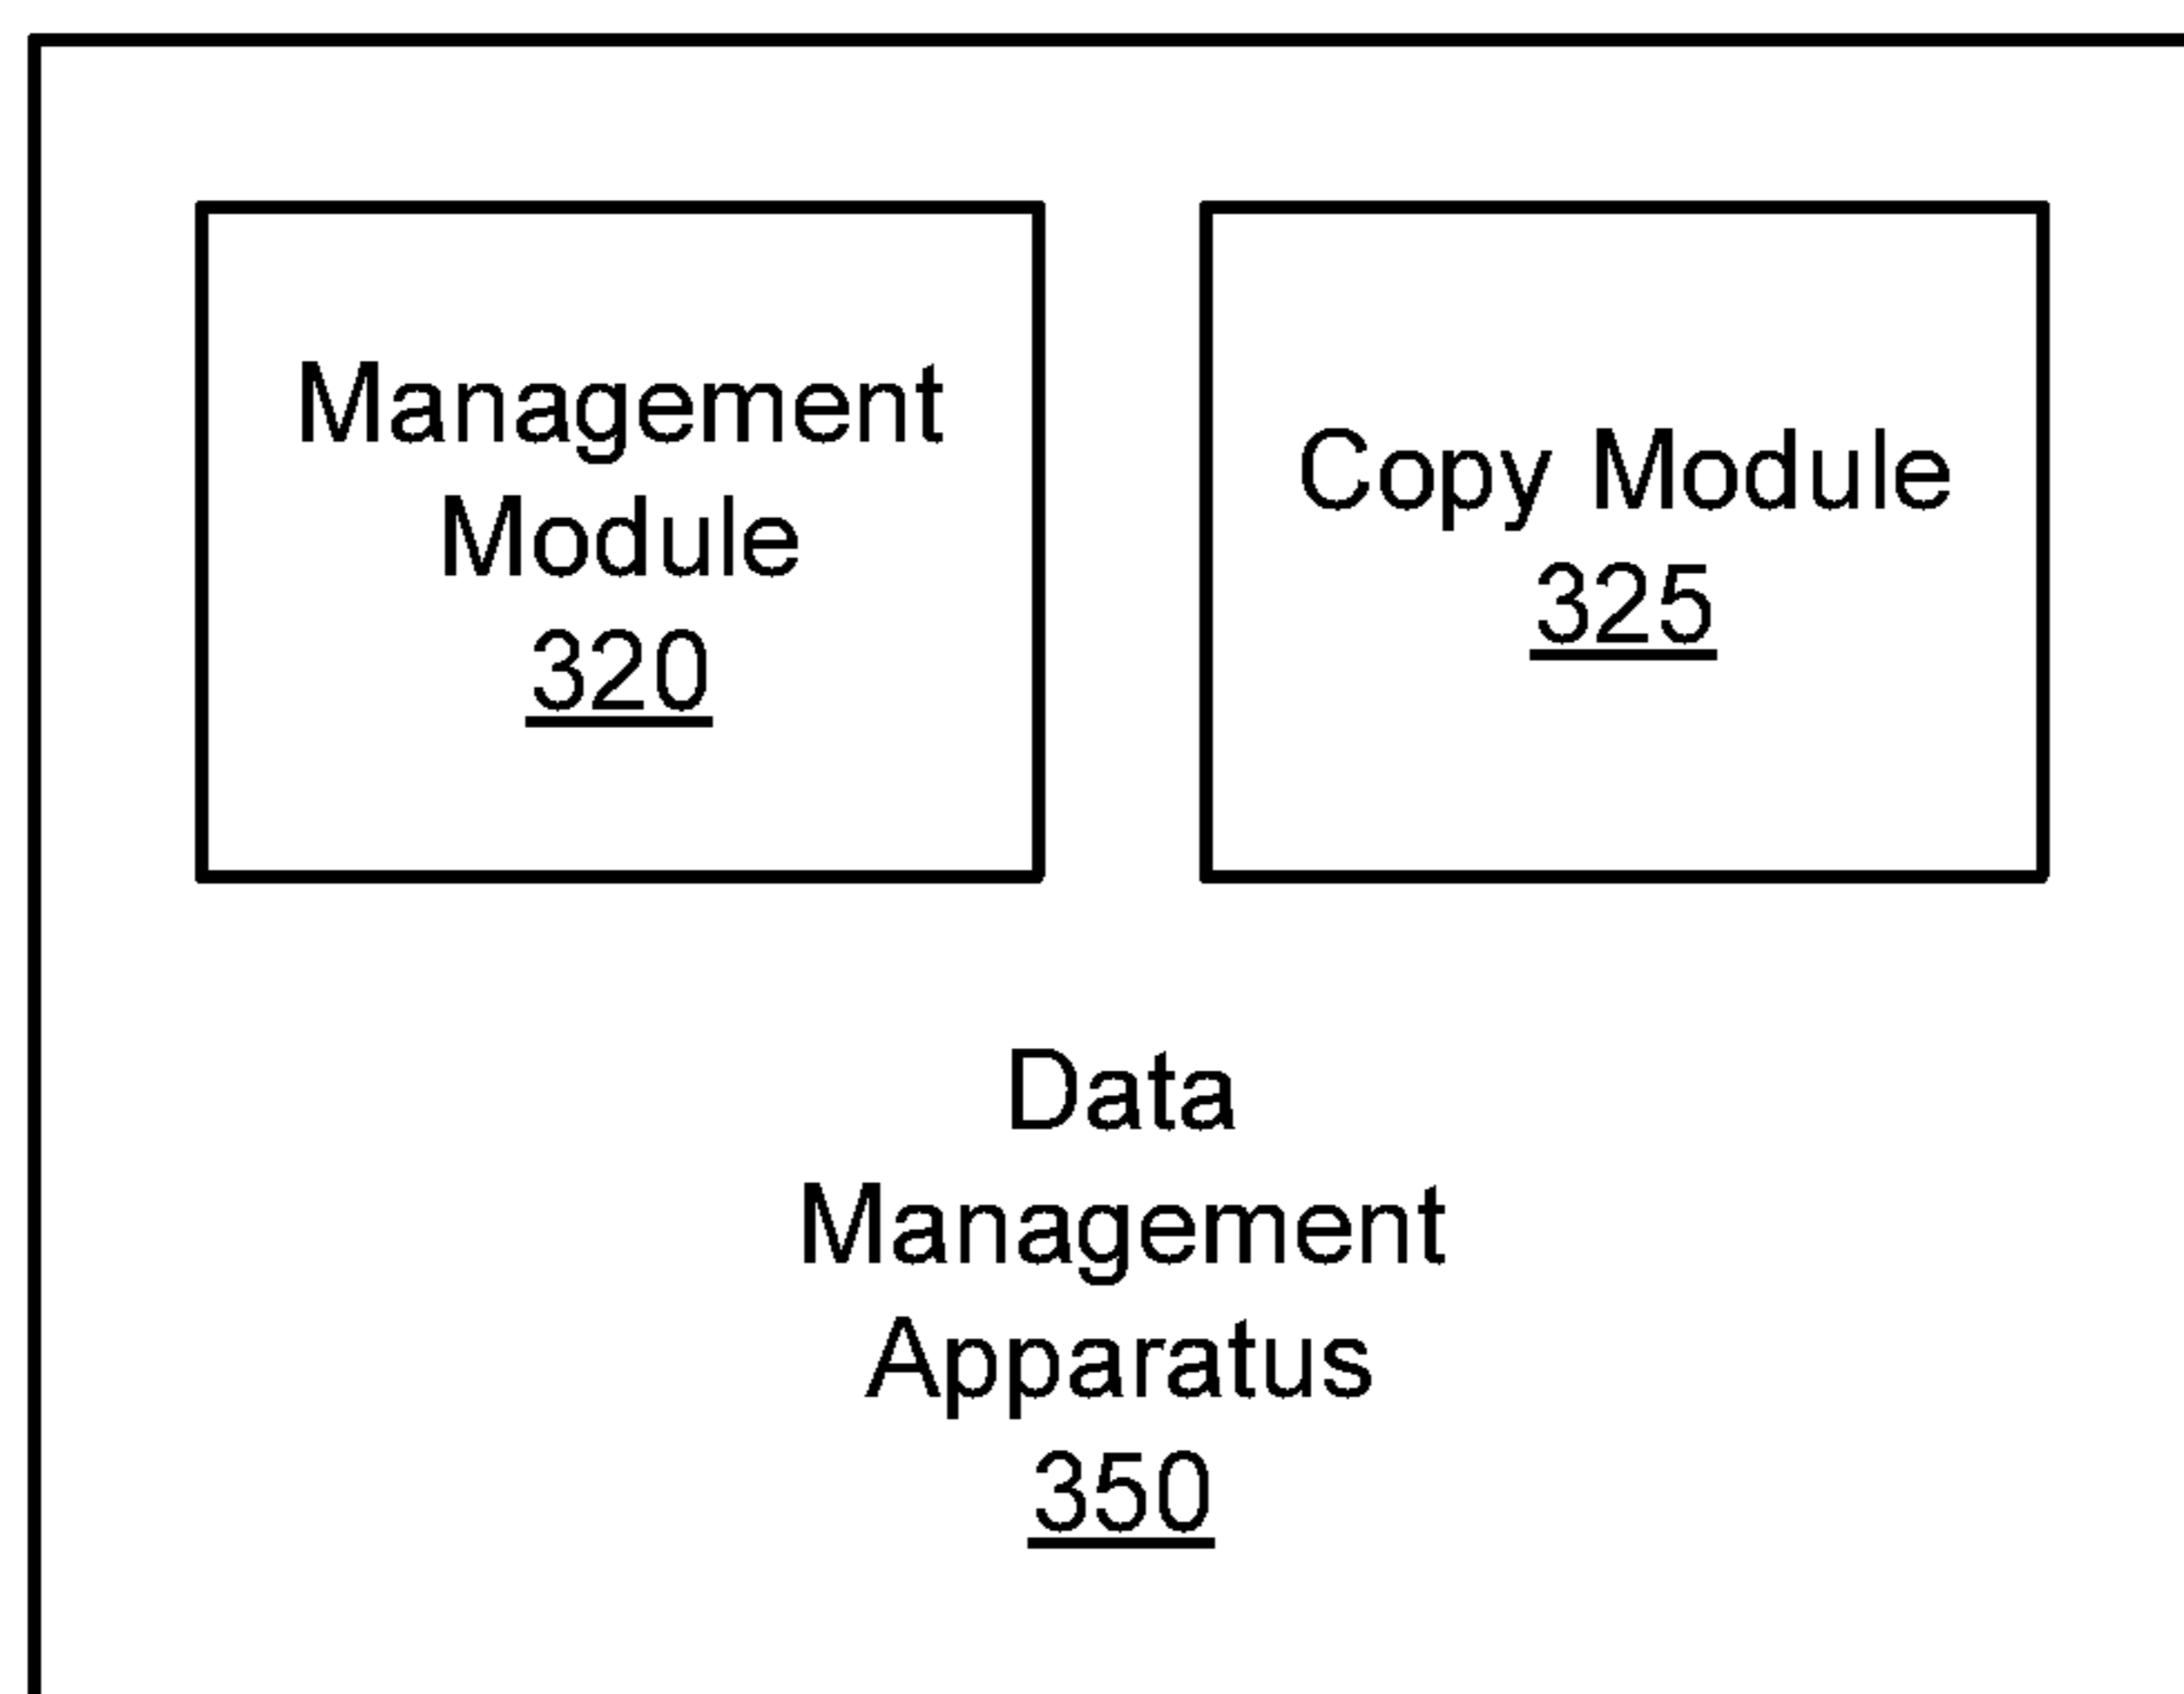 Management
Module
320
Copy Module
325
Data
Management
Apparatus
350